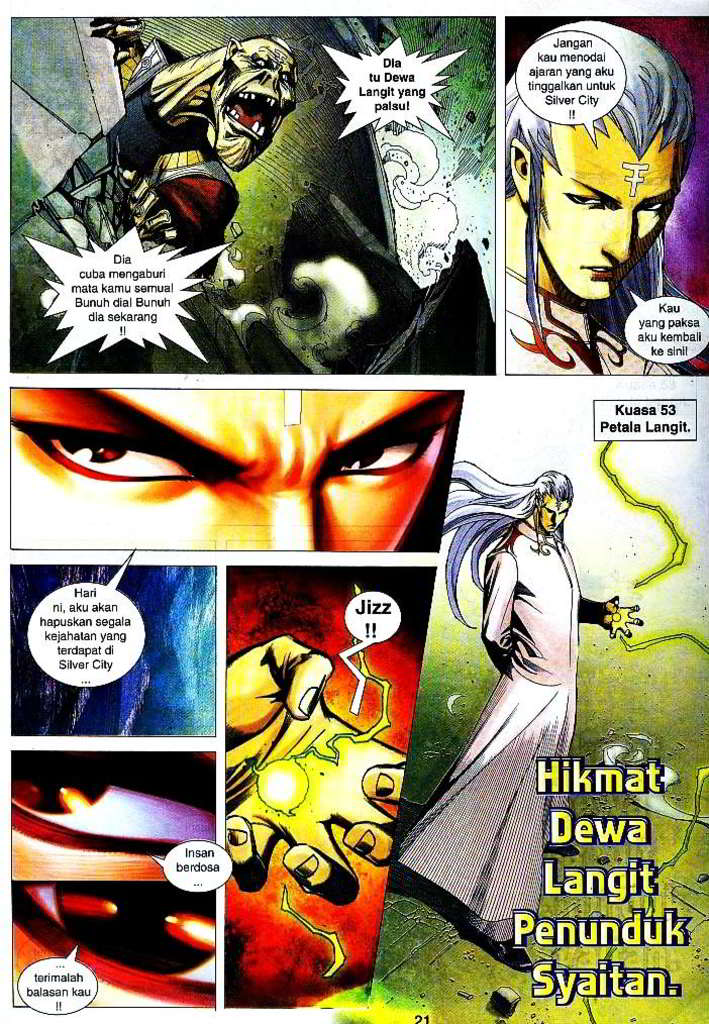 Dia
tu Dewa
Langit yang
palsu!
Dia
cuba mengaburi
mata kamu semua!
Bunuh dia! Bunuh
dia sekarang
!!
Jangan
kau menodai
ajaran yang aku
tinggalkan untuk
Silver City
!!
Kau
yang paksa
aku kembali
ke sini!
Kuasa 53
Petala Langit.
Hari
ni, aku akan
hapuskan segala
kejahatan yang
terdapat di
Silver City
...
Jizz
!!
Insan
berdosa
...
...
terimalah
balasan kau
!!
Hikmat
Dewa
Langit
Penunduk
Syaitan.
21